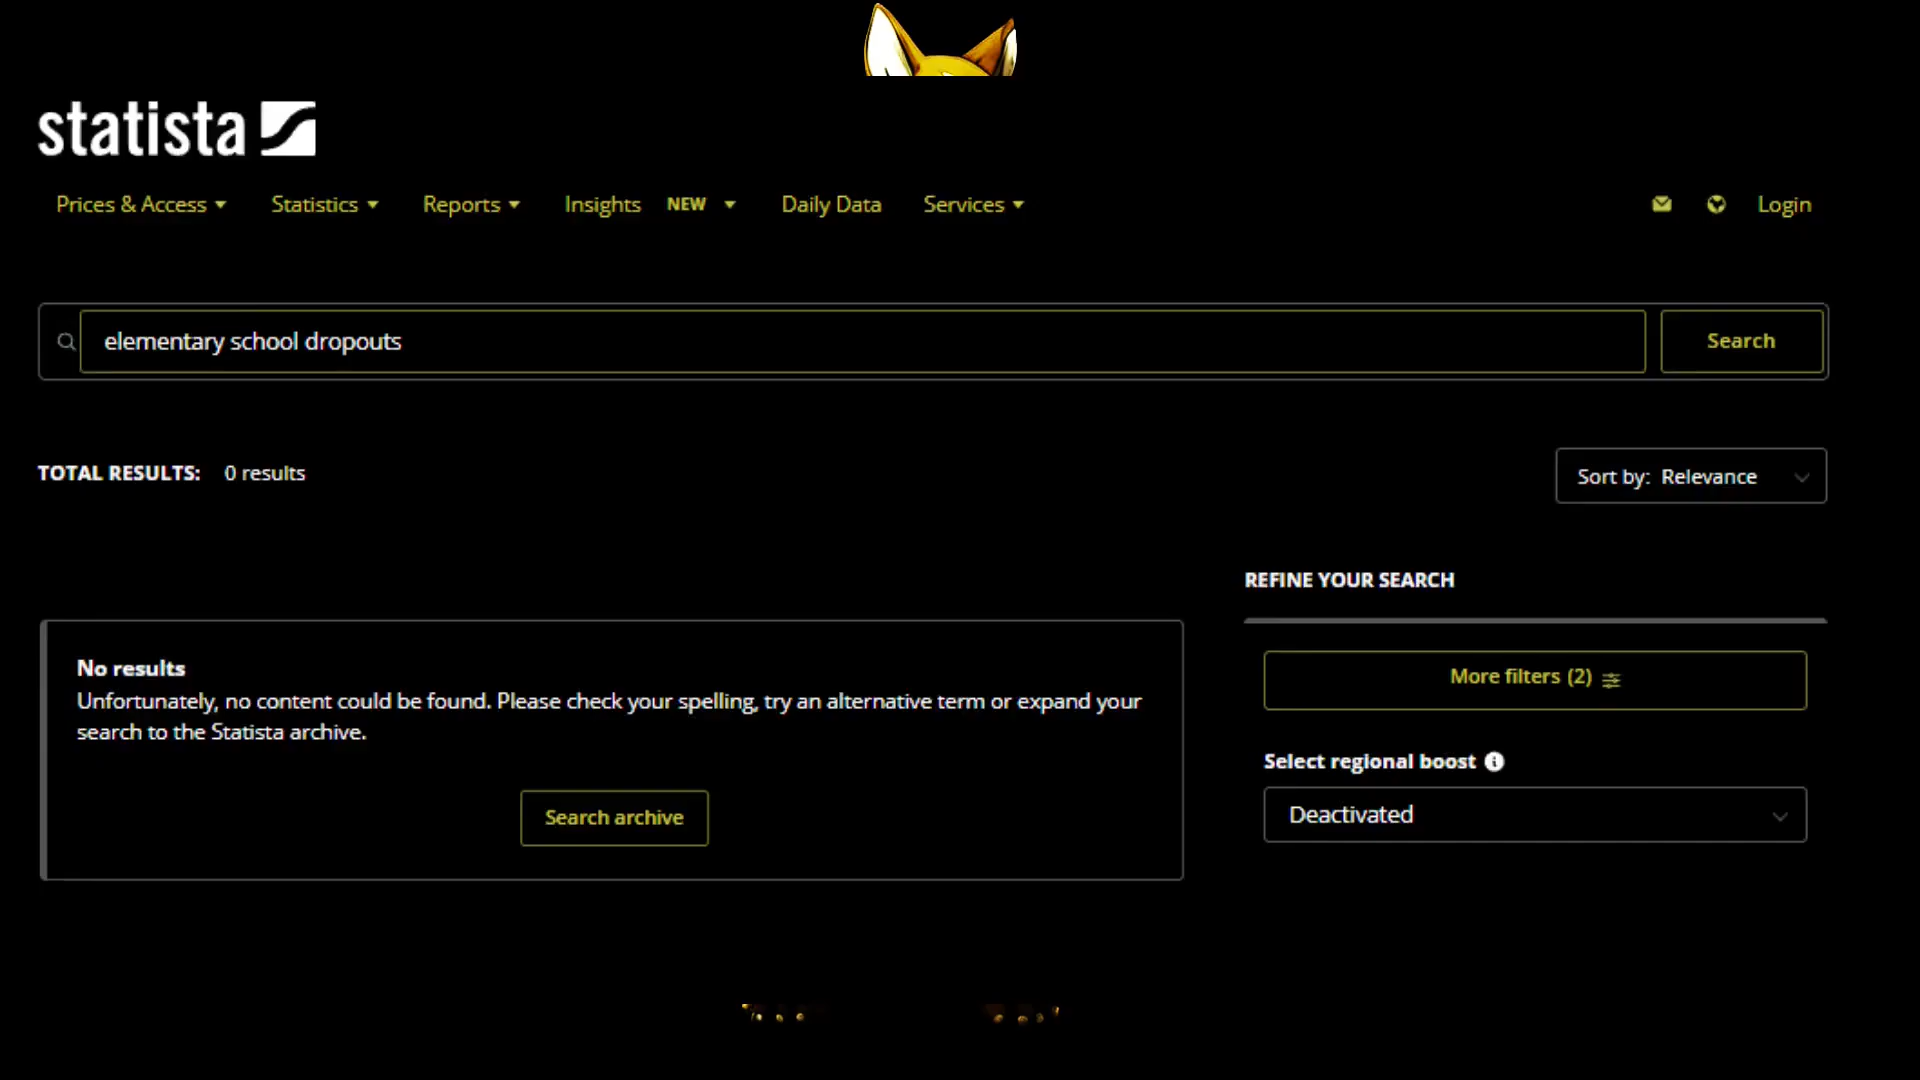 statista
Prices & Access Statistics Reports Insights NEW Daily Data Services Login
elementary school dropouts Search
TOTAL RESULTS: 0 results Sort by: Relevance
REFINE YOUR SEARCH
More filters (2)
Select regional boost
Deactivated
No results
Unfortunately, no content could be found. Please check your spelling, try an alternative term or expand your
search to the Statista archive.
Search archive